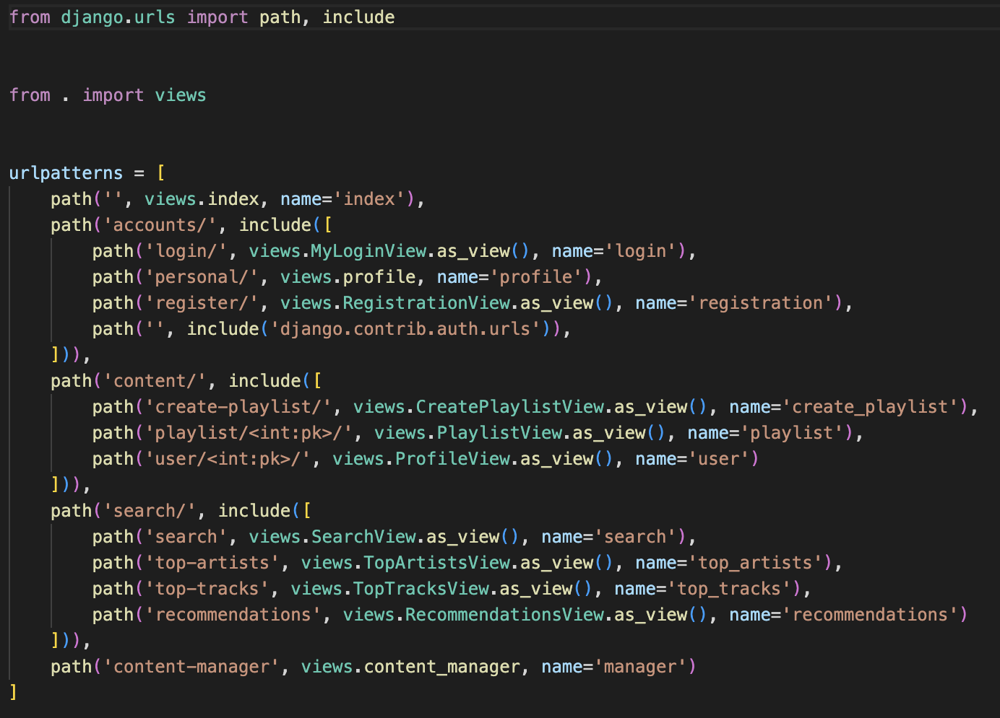 from django.urls import path, include
from . import views
urlpatterns = [
    path('', views.index, name='index'),
    path('accounts/', include([
        path('login/', views.MyLoginView.as_view(), name='login'),
        path('personal/', views.profile, name='profile'),
        path('register/', views.RegistrationView.as_view(), name='registration'),
        path('', include('django.contrib.auth.urls')),
    ])),
    path('content/', include([
        path('create-playlist/', views.CreatePlaylistView.as_view(), name='create_playlist'),
        path('playlist/<int:pk>/', views.PlaylistView.as_view(), name='playlist'),
        path('user/<int:pk>/', views.ProfileView.as_view(), name='user')
    ])),
    path('search/', include([
        path('search', views.SearchView.as_view(), name='search'),
        path('top-artists', views.TopArtistsView.as_view(), name='top_artists'),
        path('top-tracks', views.TopTracksView.as_view(), name='top_tracks'),
        path('recommendations', views.RecommendationsView.as_view(), name='recommendations')
    ])),
    path('content-manager', views.content_manager, name='manager')
]